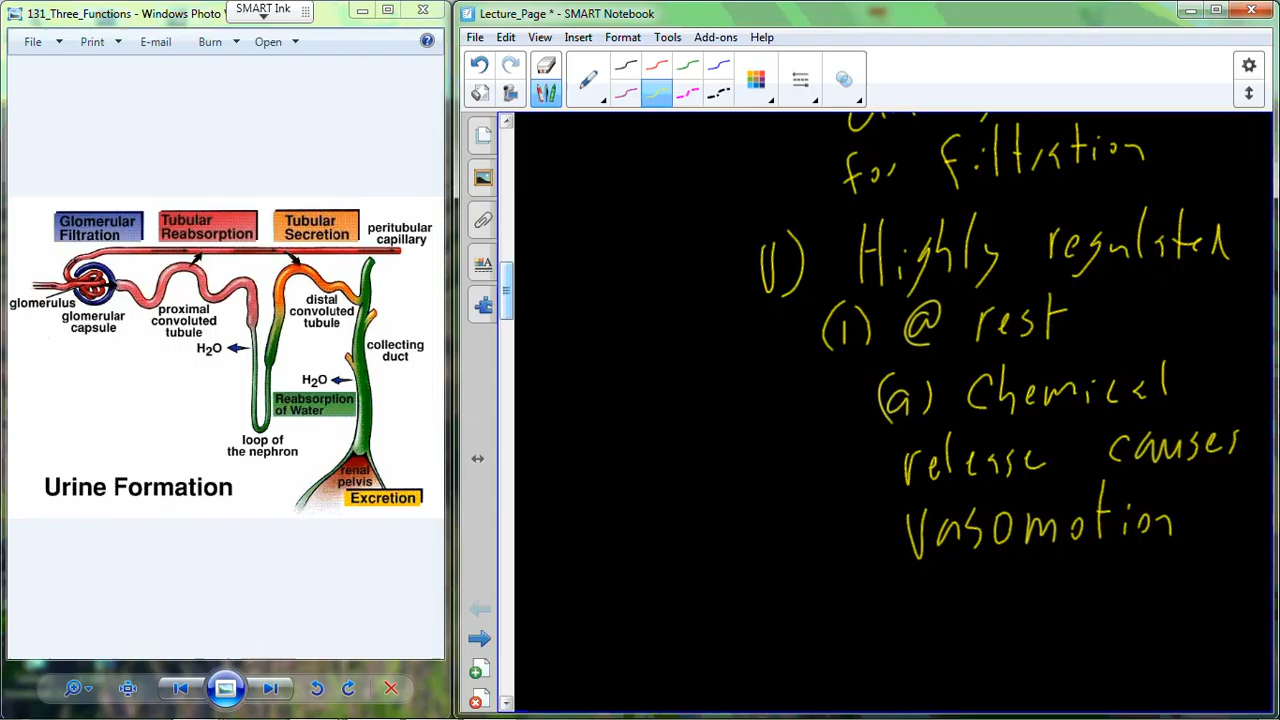 131_Three_Functions - Windows Photo
SMART Ink
File Print E-mail Burn Open
Glomerular
Filtration
Tubular
Reabsorption
Tubular
Secretion
peritubular
capillary
glomerulus
glomerular
capsule
proximal
convoluted
tubule
distal
convoluted
tubule
H2O
collecting
duct
H2O
Reabsorption
of Water
loop of
the nephron
renal
pelvis
Urine Formation
Excretion
Lecture_Page * - SMART Notebook
File Edit View Insert Format Tools Add-ons Help
for filtration
V) Highly regulated
(1) @ rest
(a) Chemical
release causes
vasomotion